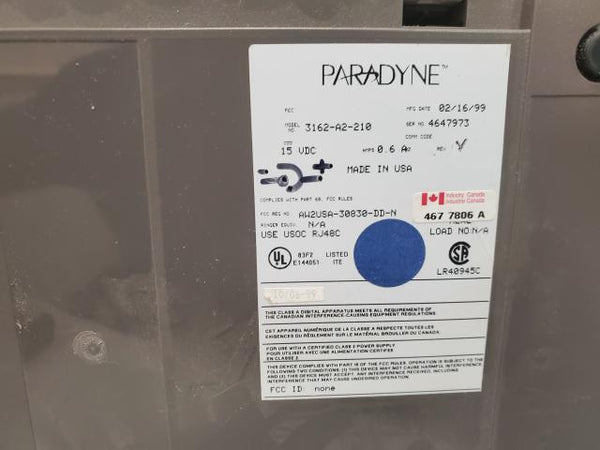 PARADYNE™
FCC
MFG DATE 02/16/99
MODEL NO 3162-A2-210
SER NO 4647973
COMM CODE
15 VDC
AMPS 0.6 A
REV
MADE IN USA
COMPLIES WITH PART 68, FCC RULES
FCC REG NO AW2USA-30830-DD-N
RINGER EQUIV. N/A
USE USOC RJ48C
Industry Canada
Industrie Canada
467 7806 A
LOAD NO:N/A
UL
83F2
E144051
LISTED
ITE
SA
LR40945C
THIS CLASS A DIGITAL APPARATUS MEETS ALL REQUIREMENTS OF
THE CANADIAN INTERFERENCE-CAUSING EQUIPMENT REGULATIONS.
CET APPAREIL NUMÉRIQUE DE LA CLASSE A RESPECTE TOUTES LES
EXIGENCES DU RÈGLEMENT SUR LE MATÉRIEL BROUILLEUR DU CANADA.
FOR USE WITH A CERTIFIED CLASS 2 POWER SUPPLY
POUR UTILISER AVEC UNE ALIMENTATION CERTIFIEE
EN CLASSE 2.
THIS DEVICE COMPLIES WITH PART 15 OF FCC RULES. OPERATION IS SUBJECT TO THE
FOLLOWING TWO CONDITIONS. (1) THIS DEVICE MAY NOT CAUSE HARMFUL INTERFERENCE,
AND (2) THIS DEVICE MUST ACCEPT ANY INTERFERENCE RECEIVED, INCLUDING
INTERFERENCE THAT MAY CAUSE UNDESIRED OPERATION.
FCC ID: none